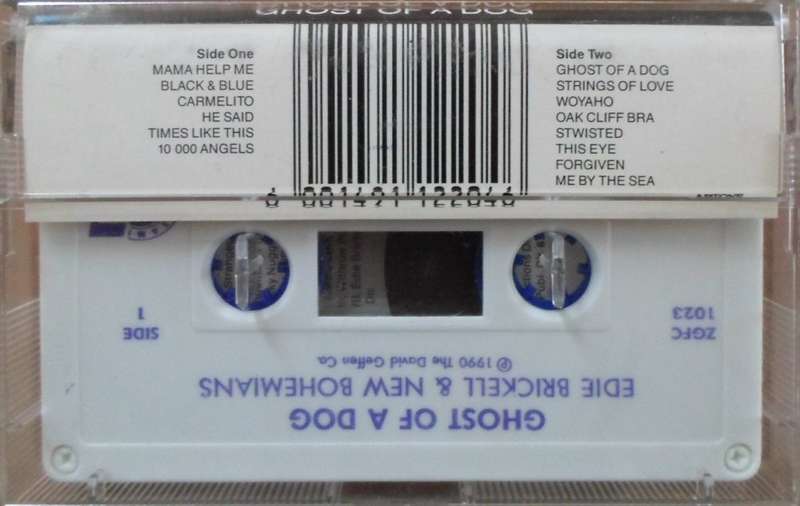 GHOST OF A DOG
Side One
MAMA HELP ME
BLACK & BLUE
CARMELITO
HE SAID
TIMES LIKE THIS
10 000 ANGELS
Side Two
GHOST OF A DOG
STRINGS OF LOVE
WOYAHO
OAK CLIFF BRA
STWISTED
THIS EYE
FORGIVEN
ME BY THE SEA
6 001491 122046
GHOST OF A DOG
EDIE BRICKELL & NEW BOHEMIANS
℗ 1990 The David Geffen Co.
ZGFC
1023
SIDE
1